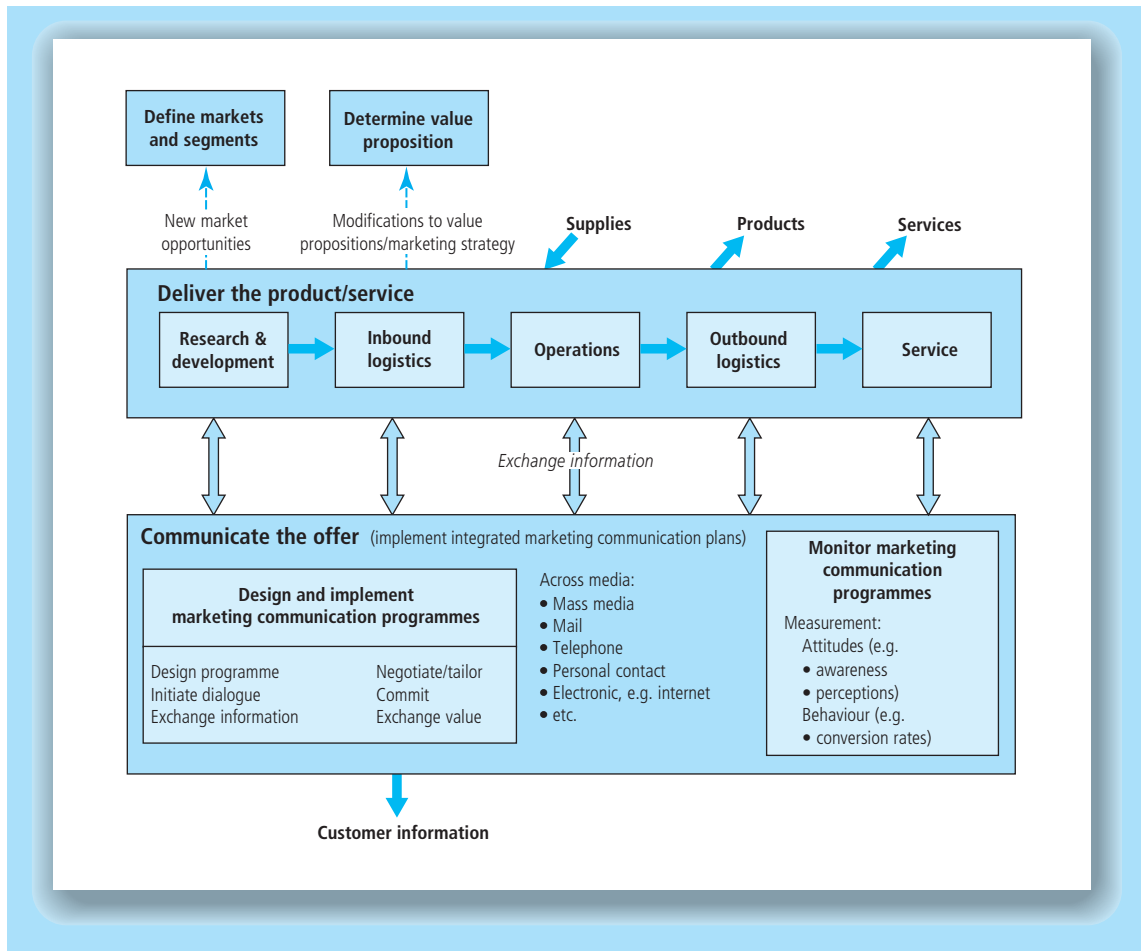 Define markets
and segments
Determine value
proposition
New market
opportunities
Modifications to value
propositions/marketing strategy
Supplies
Products
Services
Deliver the product/service
Research &
development
Inbound
logistics
Operations
Outbound
logistics
Service
Exchange information
Communicate the offer (implement integrated marketing communication plans)
Design and implement
marketing communication programmes
Design programme
Initiate dialogue
Exchange information
Negotiate/tailor
Commit
Exchange value
Across media:
• Mass media
• Mail
• Telephone
• Personal contact
• Electronic, e.g. internet
• etc.
Monitor marketing
communication
programmes
Measurement:
Attitudes (e.g.
• awareness
• perceptions)
Behaviour (e.g.
• conversion rates)
Customer information